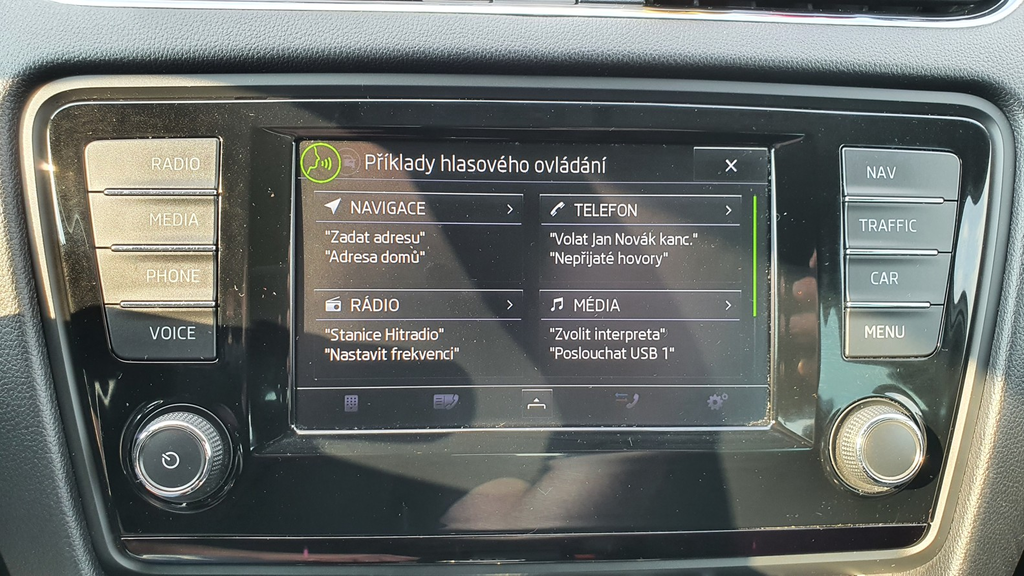 RADIO
MEDIA
PHONE
VOICE
Příklady hlasového ovládání
NAVIGACE
"Zadat adresu"
"Adresa domů"
TELEFON
"Volat Jan Novák kanc."
"Nepřijaté hovory"
RÁDIO
"Stanice Hitradio"
"Nastavit frekvenci"
MÉDIA
"Zvolit interpreta"
"Poslouchat USB 1"
NAV
TRAFFIC
CAR
MENU